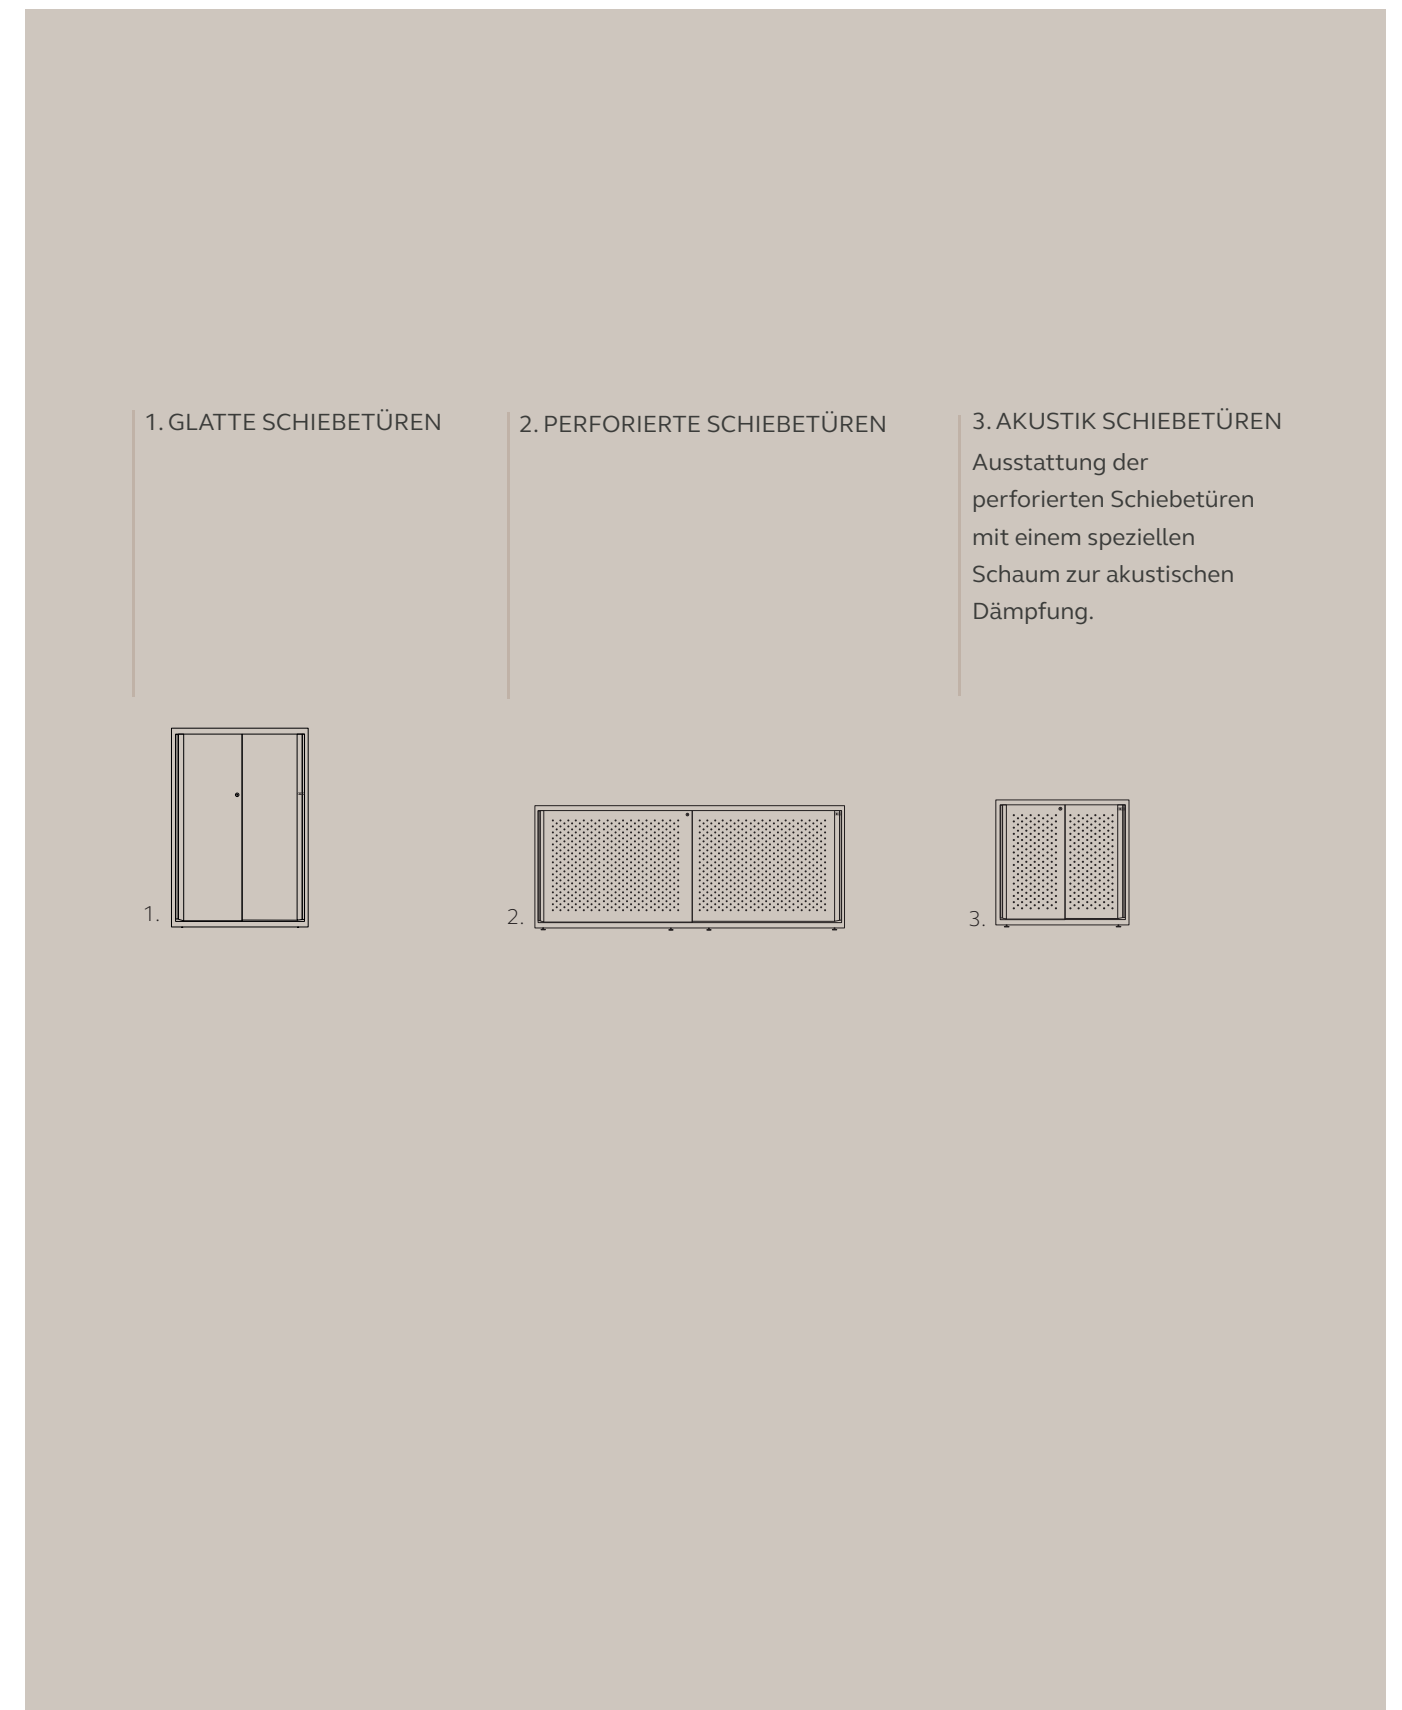 1. GLATTE SCHIEBETÜREN
2. PERFORIERTE SCHIEBETÜREN
3. AKUSTIK SCHIEBETÜREN
Ausstattung der
perforierten Schiebetüren
mit einem speziellen
Schaum zur akustischen
Dämpfung.
1.
2.
3.